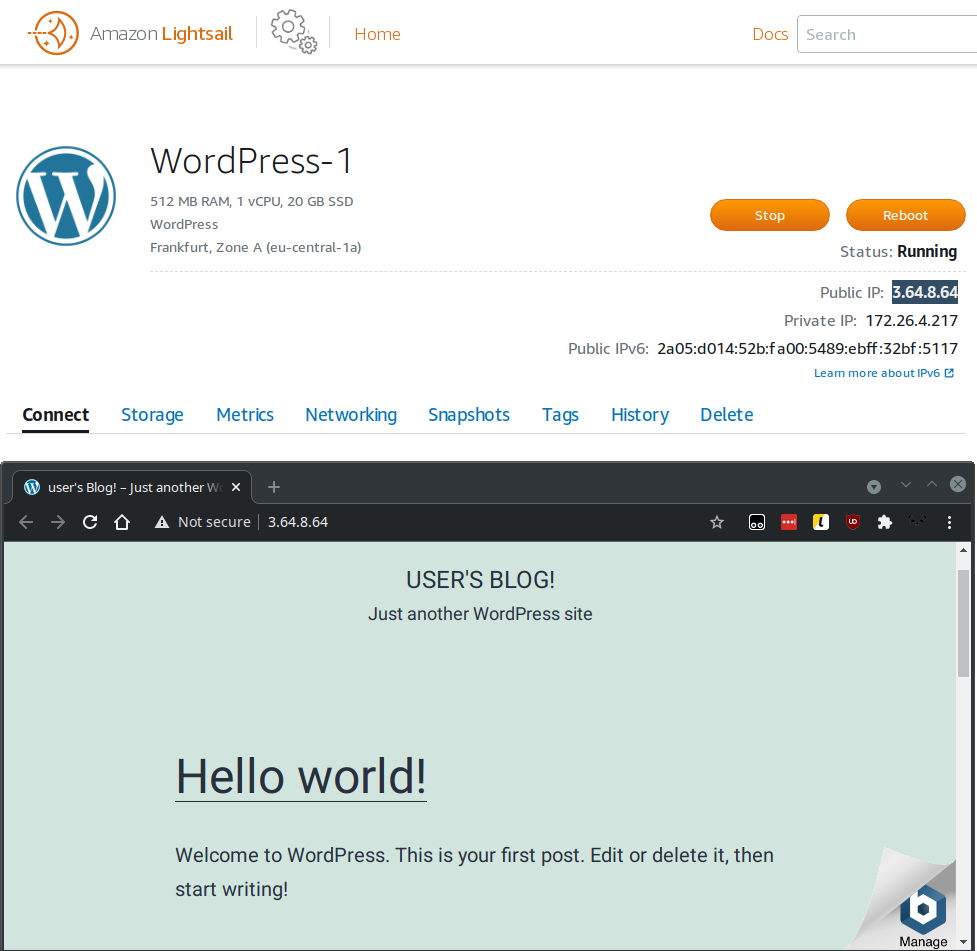 Amazon Lightsail
Home
Docs
Search
WordPress-1
512 MB RAM, 1 vCPU, 20 GB SSD
WordPress
Frankfurt, Zone A (eu-central-1a)
Stop
Reboot
Status: Running
Public IP: 3.64.8.64
Private IP: 172.26.4.217
Public IPv6: 2a05:d014:52b:fa00:5489:ebff:32bf:5117
Learn more about IPv6
Connect Storage Metrics Networking Snapshots Tags History Delete
user's Blog! – Just another Wo
Not secure 3.64.8.64
USER'S BLOG!
Just another WordPress site
Hello world!
Welcome to WordPress. This is your first post. Edit or delete it, then
start writing!
Manage